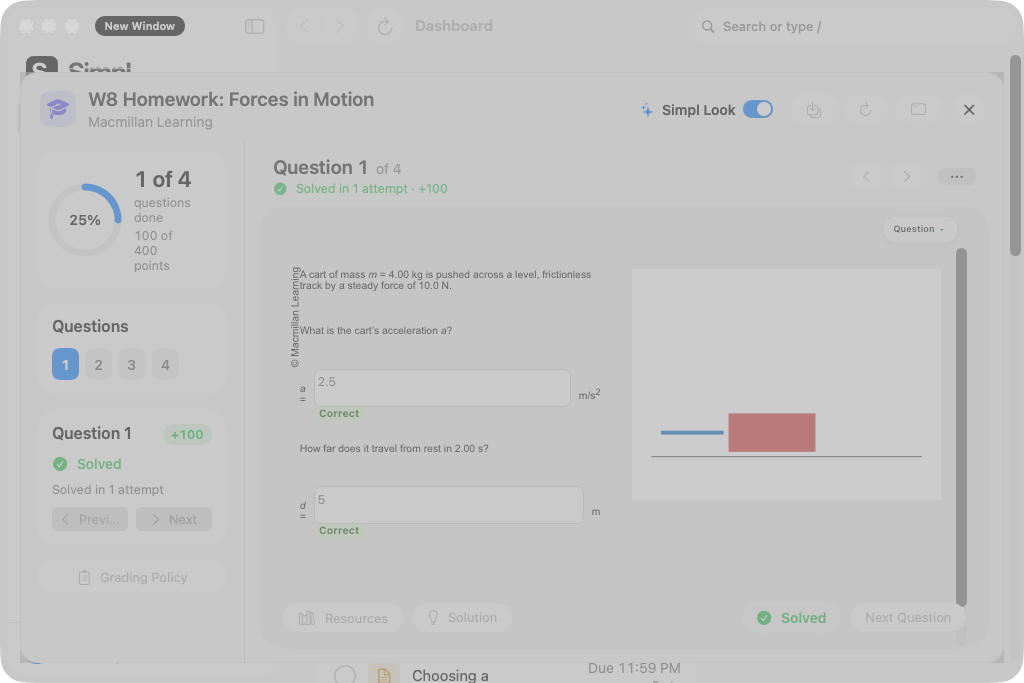 New Window
Dashboard
Search or type /
Simpl
W8 Homework: Forces in Motion
Macmillan Learning
Simpl Look
25%
1 of 4
questions
done
100 of
400
points
Questions
1
2
3
4
Question 1
+100
Solved
Solved in 1 attempt
Previ...
Next
Grading Policy
Question 1 of 4
Solved in 1 attempt · +100
Question
© Macmillan Learning
A cart of mass m = 4.00 kg is pushed across a level, frictionless
track by a steady force of 10.0 N.
What is the cart's acceleration a?
a
=
2.5
m/s²
Correct
How far does it travel from rest in 2.00 s?
d
=
5
m
Correct
Resources
Solution
Solved
Next Question
Choosing a
Due 11:59 PM